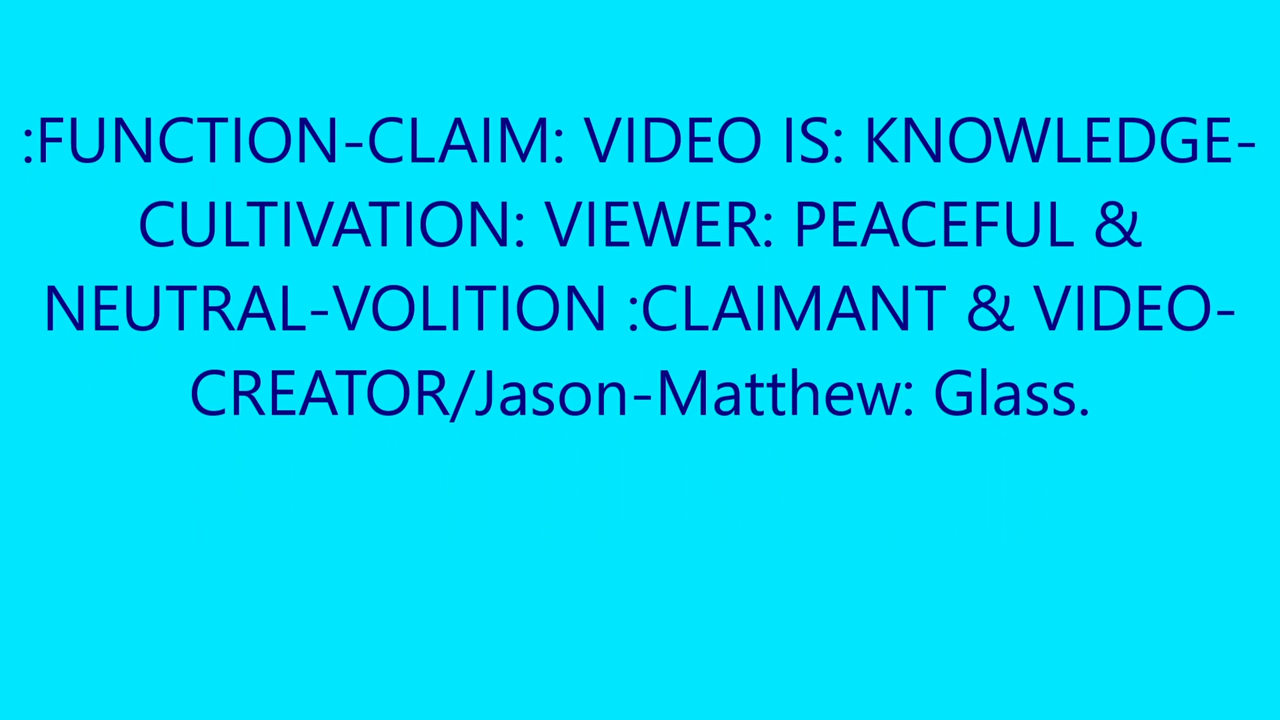 :FUNCTION-CLAIM: VIDEO IS: KNOWLEDGE-
CULTIVATION: VIEWER: PEACEFUL &
NEUTRAL-VOLITION :CLAIMANT & VIDEO-
CREATOR/Jason-Matthew: Glass.